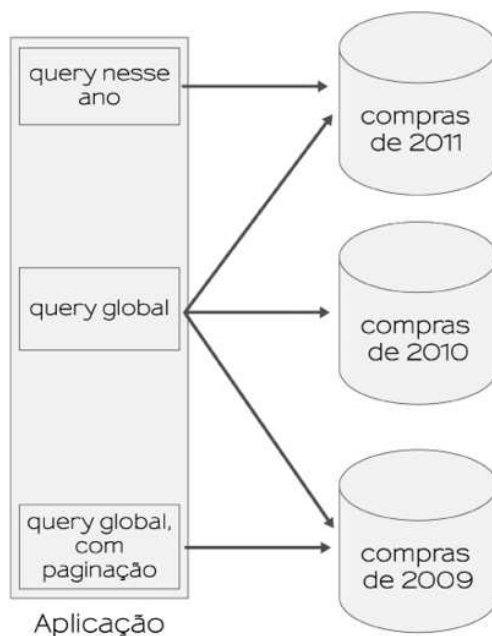 query nesse
ano
compras
de 2011
query global
compras
de 2010
query global,
com
paginação
compras
de 2009
Aplicação